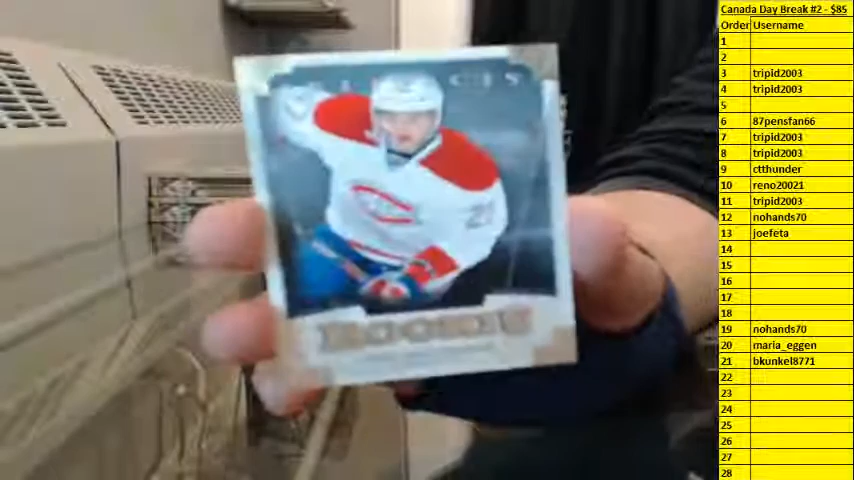 ROOKIE
Canada Day Break #2 - $85
Order Username
1
2
3 tripid2003
4 tripid2003
5
6 87pensfan66
7 tripid2003
8 tripid2003
9 ctthunder
10 reno20021
11 tripid2003
12 nohands70
13 joefeta
14
15
16
17
18
19 nohands70
20 maria_eggen
21 bkunkel8771
22
23
24
25
26
27
28